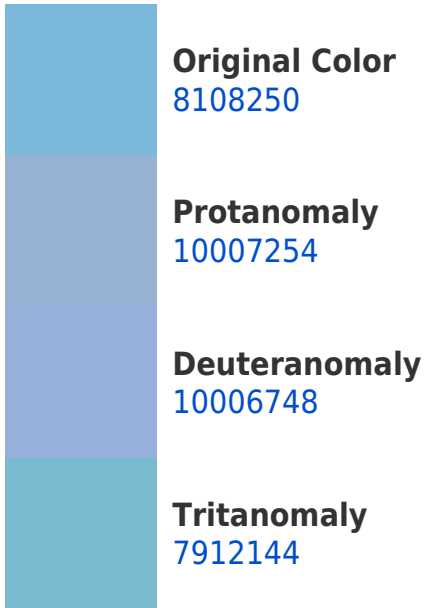 Original Color
8108250
Protanomaly
10007254
Deuteranomaly
10006748
Tritanomaly
7912144